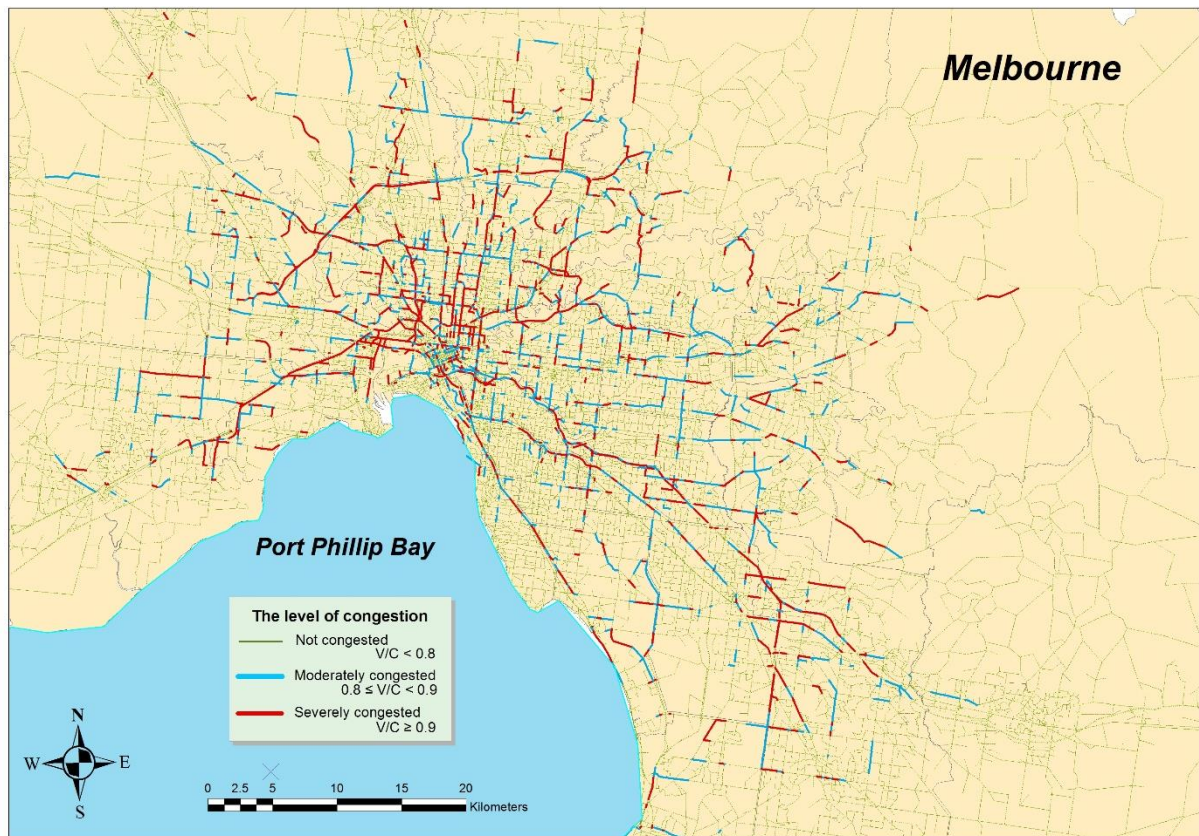 Melbourne
Port Phillip Bay
The level of congestion
Not congested
V/C < 0.8
Moderately congested
0.8 ≤ V/C < 0.9
Severely congested
V/C ≥ 0.9
N
W E
S
0 2.5 5 10 15 20
Kilometers